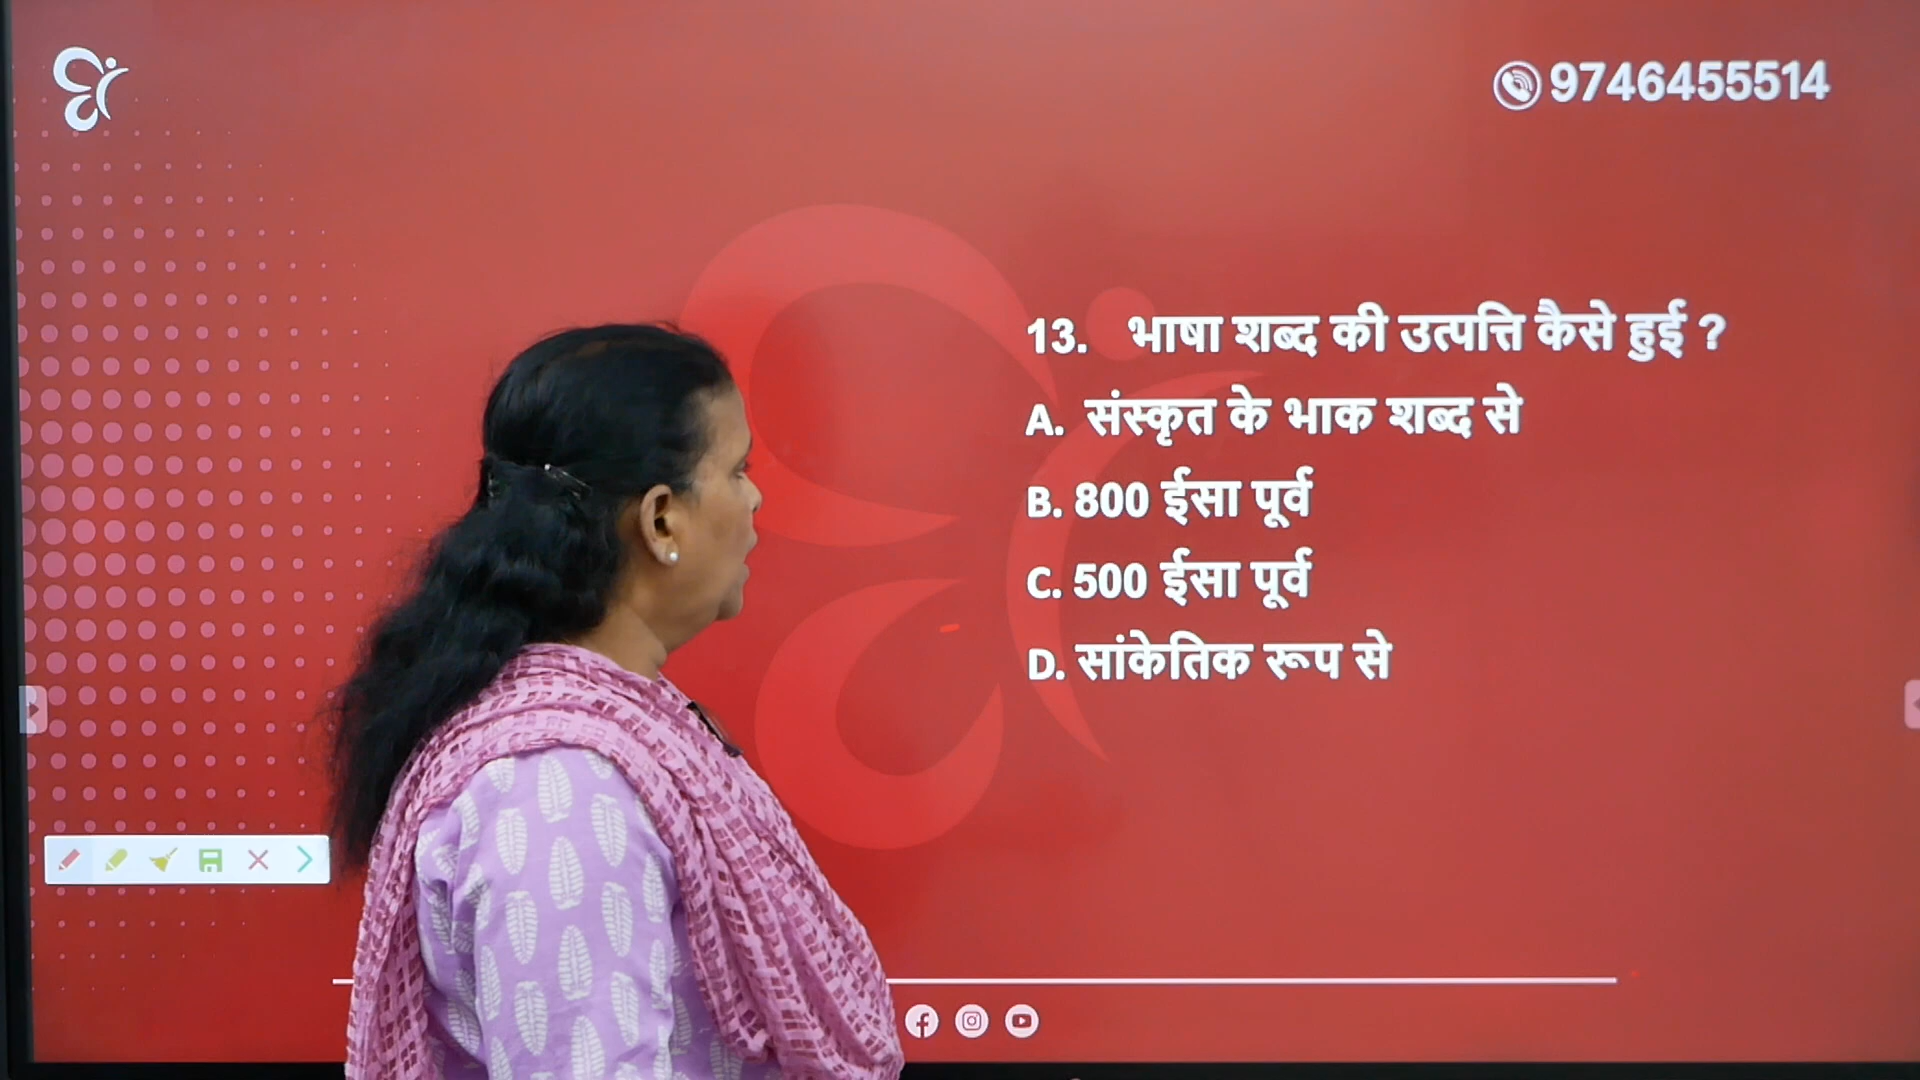 9746455514
13. भाषा शब्द की उत्पत्ति कैसे हुई ?
A. संस्कृत के भाक शब्द से
B. 800 ईसा पूर्व
C. 500 ईसा पूर्व
D. सांकेतिक रूप से